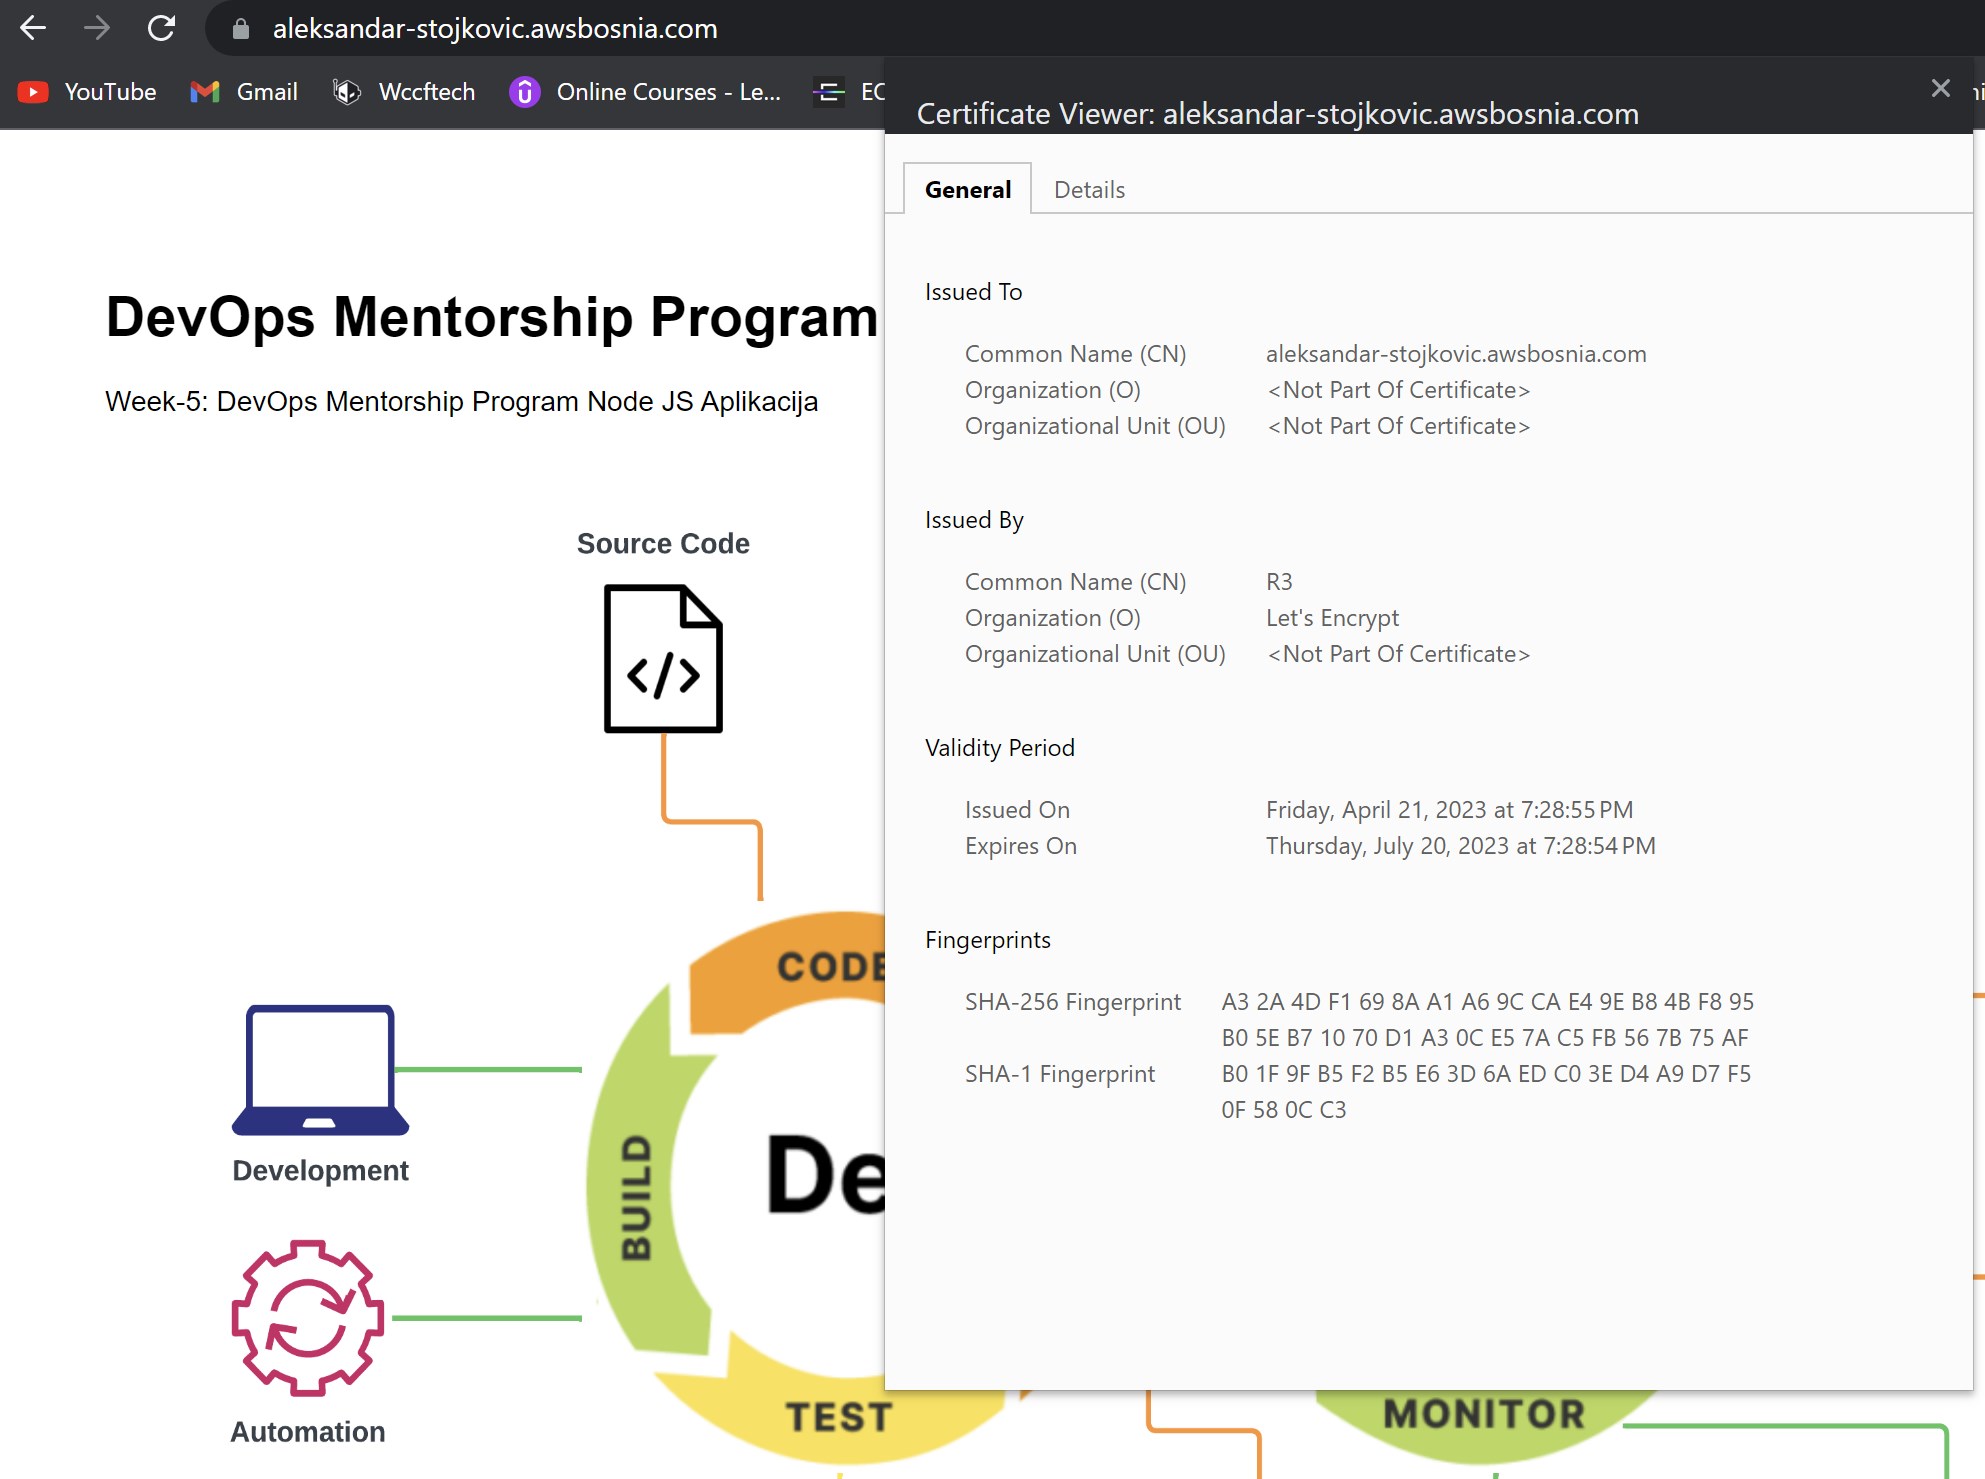 aleksandar-stojkovic.awsbosnia.com
YouTube Gmail Wccftech Online Courses - Le... EC
Certificate Viewer: aleksandar-stojkovic.awsbosnia.com
General Details
Issued To
Common Name (CN) aleksandar-stojkovic.awsbosnia.com
Organization (O) <Not Part Of Certificate>
Organizational Unit (OU) <Not Part Of Certificate>
Issued By
Common Name (CN) R3
Organization (O) Let's Encrypt
Organizational Unit (OU) <Not Part Of Certificate>
Validity Period
Issued On Friday, April 21, 2023 at 7:28:55 PM
Expires On Thursday, July 20, 2023 at 7:28:54 PM
Fingerprints
SHA-256 Fingerprint A3 2A 4D F1 69 8A A1 A6 9C CA E4 9E B8 4B F8 95
B0 5E B7 10 70 D1 A3 0C E5 7A C5 FB 56 7B 75 AF
SHA-1 Fingerprint B0 1F 9F B5 F2 B5 E6 3D 6A ED C0 3E D4 A9 D7 F5
0F 58 0C C3
DevOps Mentorship Program
Week-5: DevOps Mentorship Program Node JS Aplikacija
Source Code
</>
CODE
Development
BUILD
De
Automation
TEST
MONITOR